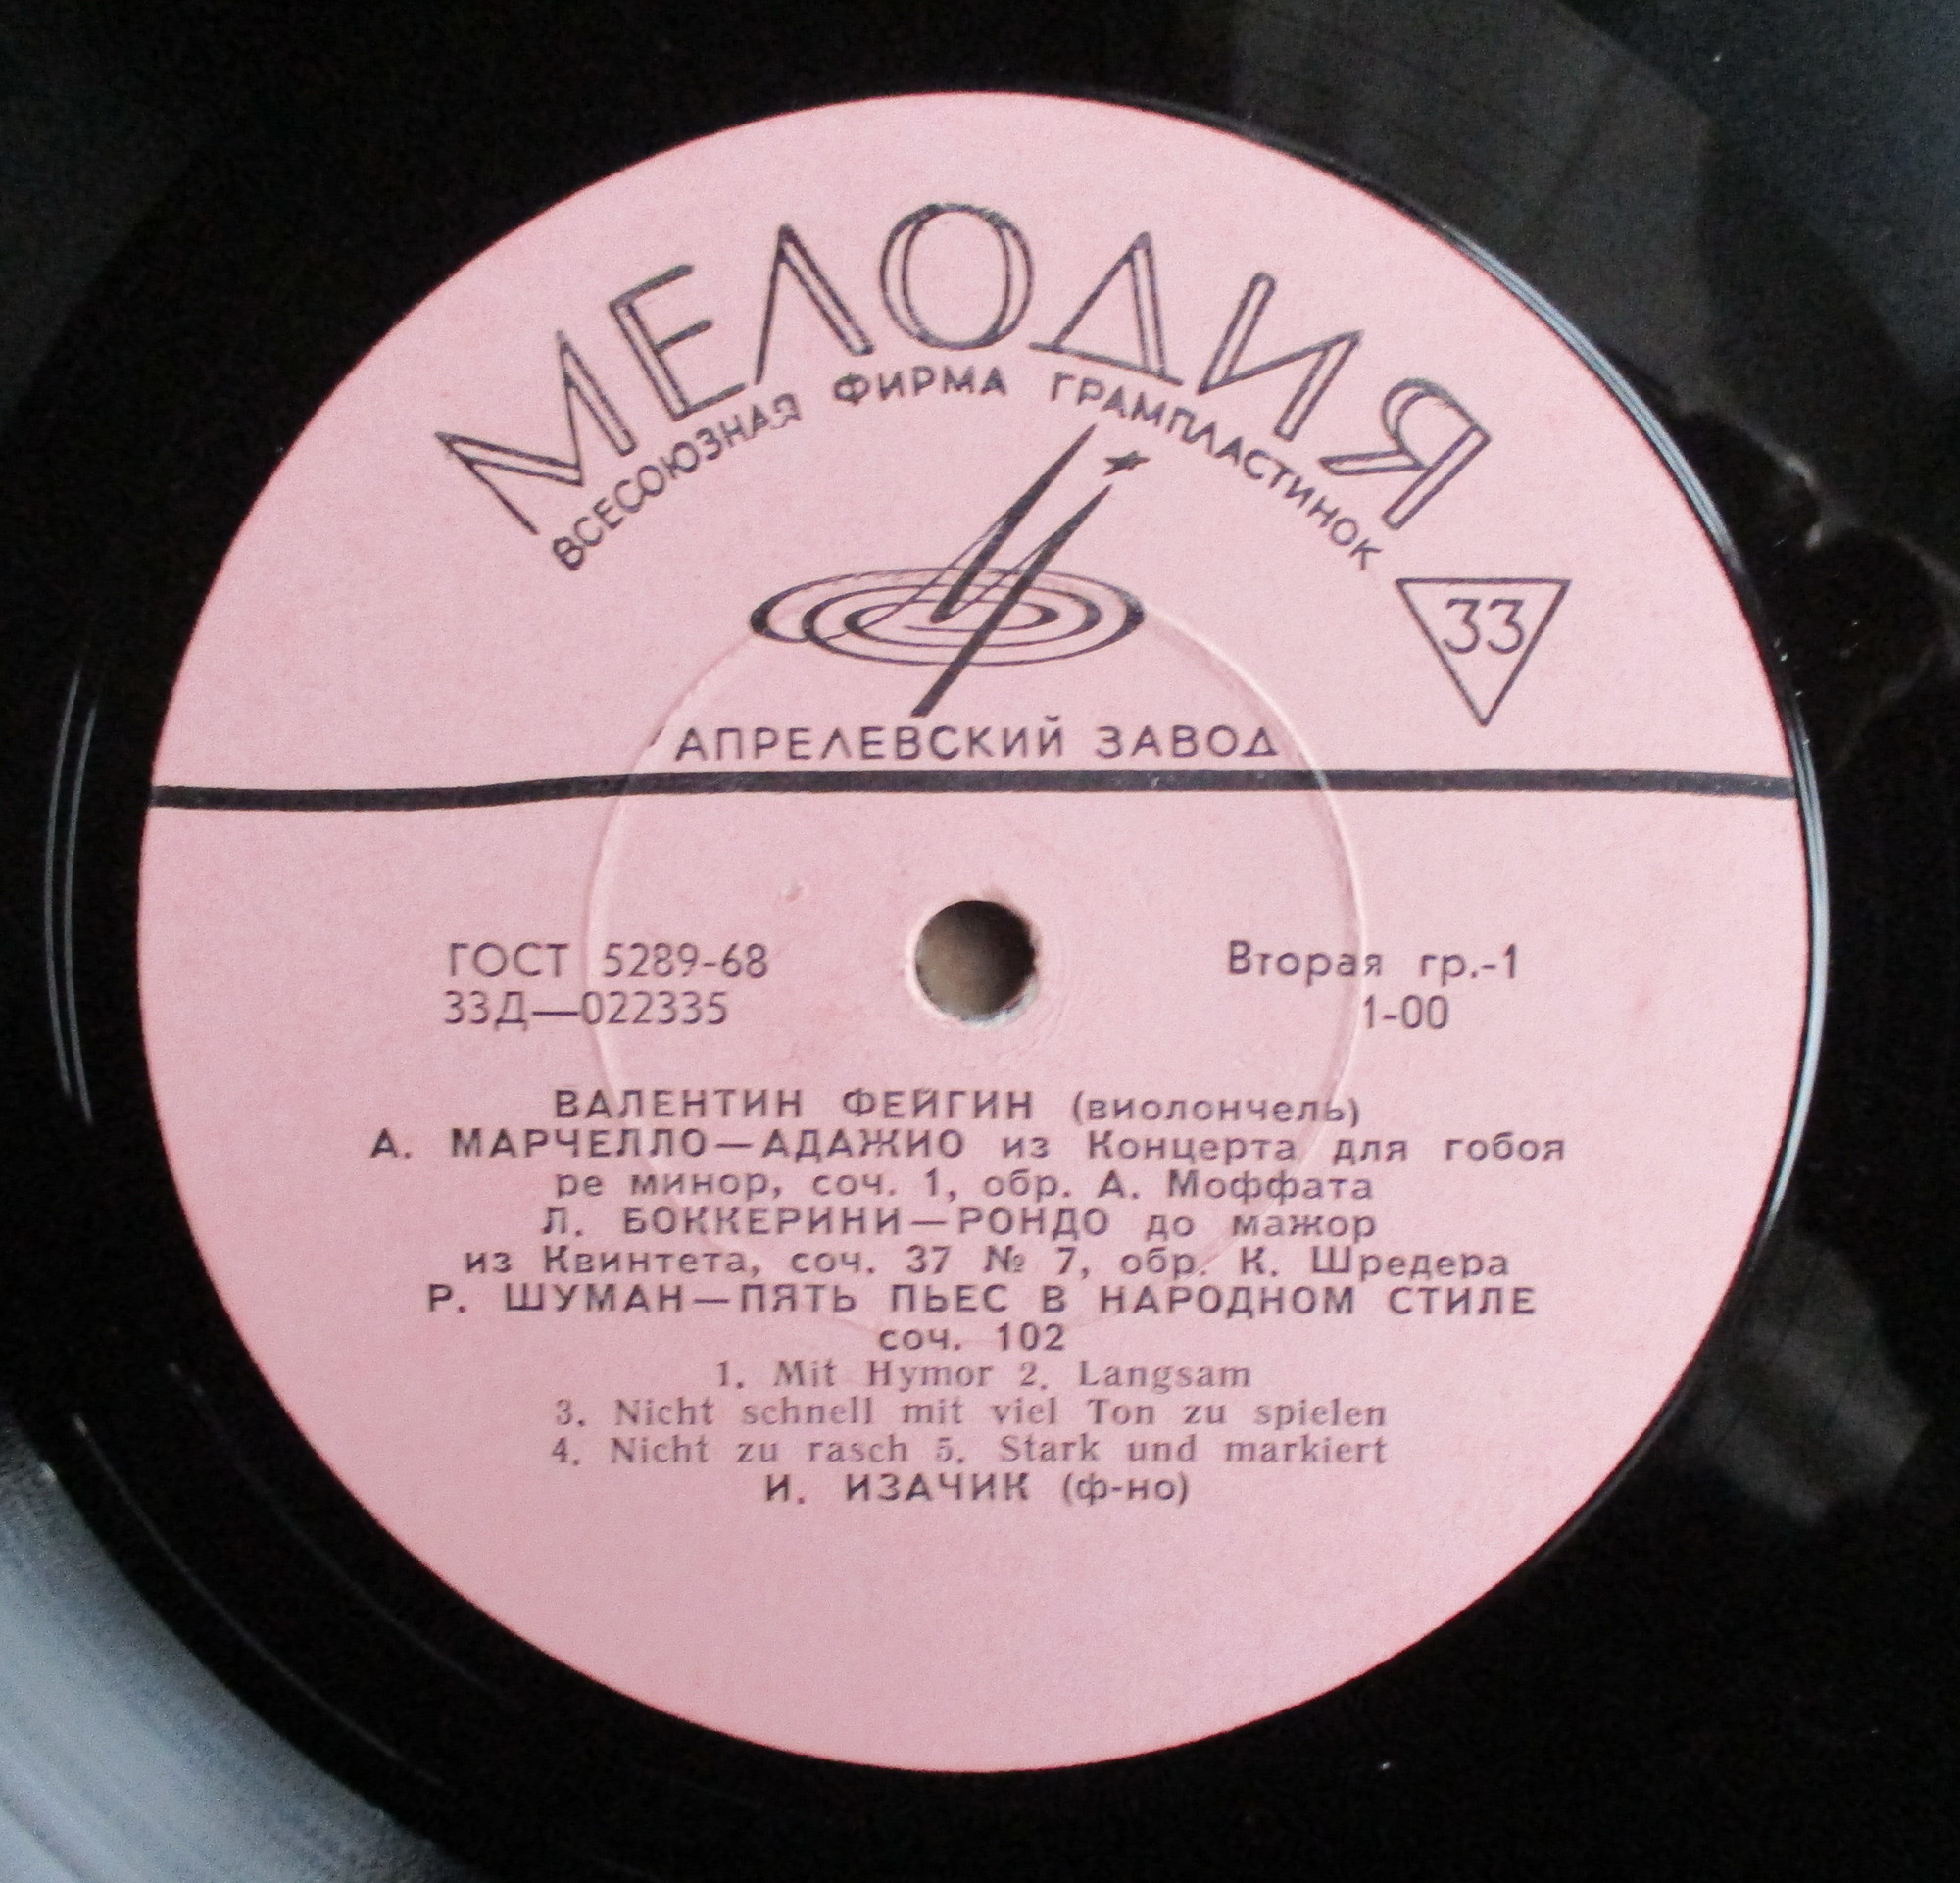 МЕЛОДИЯ
ВСЕСОЮЗНАЯ ФИРМА ГРАМПЛАСТИНОК
33
АПРЕЛЕВСКИЙ ЗАВОД
ГОСТ 5289-68
33Д—022335
Вторая гр.-1
1-00
ВАЛЕНТИН ФЕЙГИН (виолончель)
А. МАРЧЕЛЛО—АДАЖИО из Концерта для гобоя
ре минор, соч. 1, обр. А. Моффата
Л. БОККЕРИНИ—РОНДО до мажор
из Квинтета, соч. 37 № 7, обр. К. Шредера
Р. ШУМАН—ПЯТЬ ПЬЕС В НАРОДНОМ СТИЛЕ
соч. 102
1. Mit Hymor 2. Langsam
3. Nicht schnell mit viel Ton zu spielen
4. Nicht zu rasch 5. Stark und markiert
И. ИЗАЧИК (ф-но)